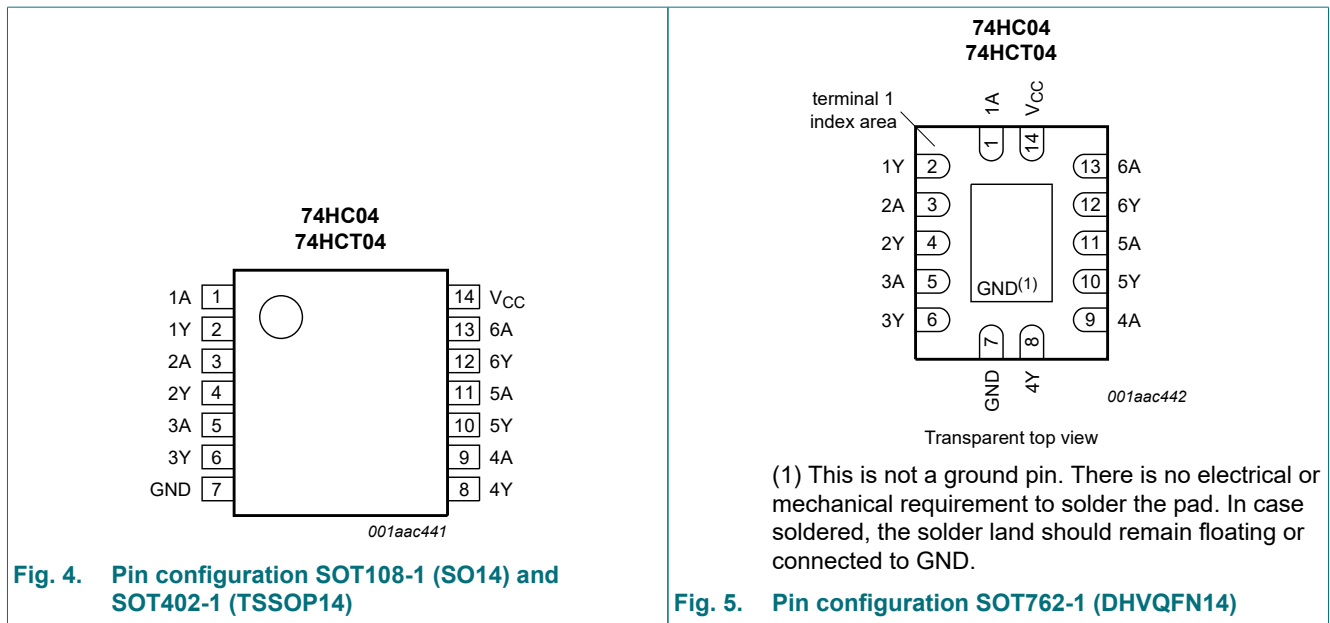 74HC04
74HCT04
1A 1 14 VCC
1Y 2 13 6A
2A 3 12 6Y
2Y 4 11 5A
3A 5 10 5Y
3Y 6 9 4A
GND 7 8 4Y
001aac441
Fig. 4. Pin configuration SOT108-1 (SO14) and
SOT402-1 (TSSOP14)
74HC04
74HCT04
terminal 1
index area
1A VCC
1 14
1Y 2 13 6A
2A 3 12 6Y
2Y 4 11 5A
3A 5 10 5Y
GND(1)
3Y 6 9 4A
7 8
GND 4Y
001aac442
Transparent top view
(1) This is not a ground pin. There is no electrical or
mechanical requirement to solder the pad. In case
soldered, the solder land should remain floating or
connected to GND.
Fig. 5. Pin configuration SOT762-1 (DHVQFN14)